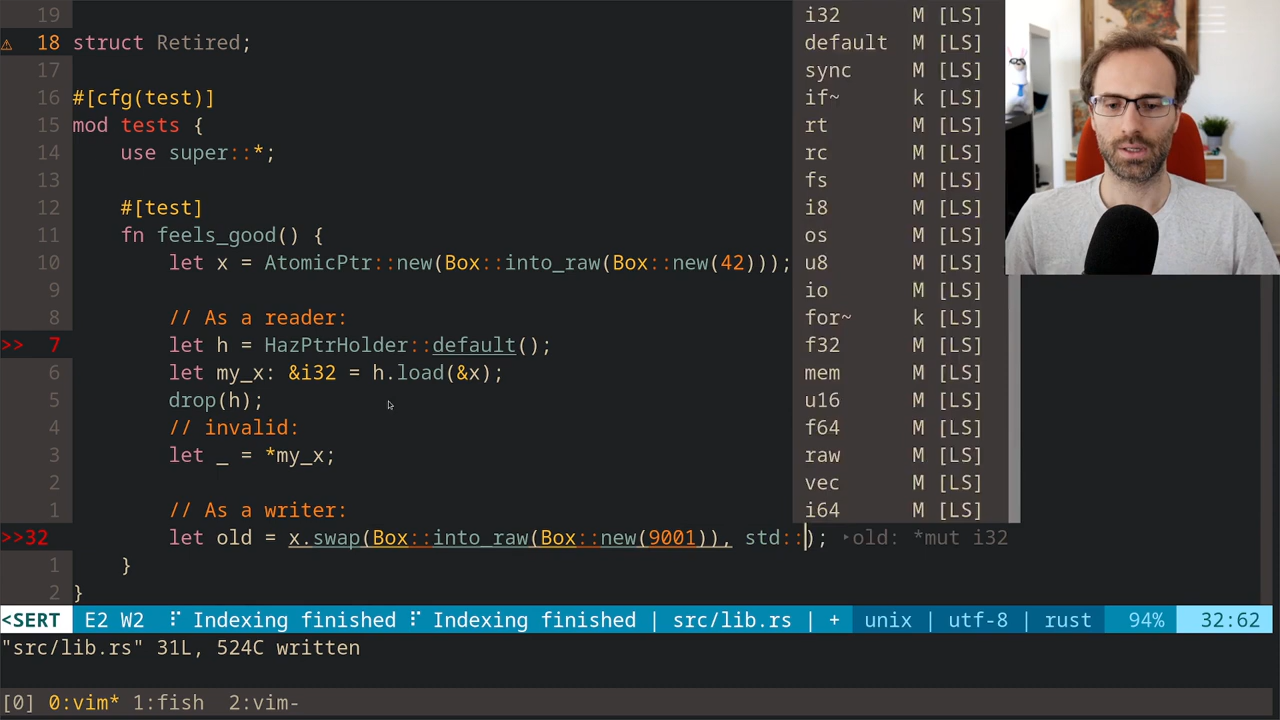 19
⚠ 18 struct Retired;
17
16 #[cfg(test)]
15 mod tests {
14     use super::*;
13
12     #[test]
11     fn feels_good() {
10         let x = AtomicPtr::new(Box::into_raw(Box::new(42)));
9
8         // As a reader:
>> 7         let h = HazPtrHolder::default();
6         let my_x: &i32 = h.load(&x);
5         drop(h);
4         // invalid:
3         let _ = *my_x;
2
1         // As a writer:
>>32         let old = x.swap(Box::into_raw(Box::new(9001)), std::); ‣old: *mut i32
1     }
2 }
i32 M [LS]
default M [LS]
sync M [LS]
if~ k [LS]
rt M [LS]
rc M [LS]
fs M [LS]
i8 M [LS]
os M [LS]
u8 M [LS]
io M [LS]
for~ k [LS]
f32 M [LS]
mem M [LS]
u16 M [LS]
f64 M [LS]
raw M [LS]
vec M [LS]
i64 M [LS]
<SERT E2 W2 ⠏ Indexing finished ⠏ Indexing finished | src/lib.rs | + unix | utf-8 | rust 94% 32:62
"src/lib.rs" 31L, 524C written
[0] 0:vim* 1:fish 2:vim-